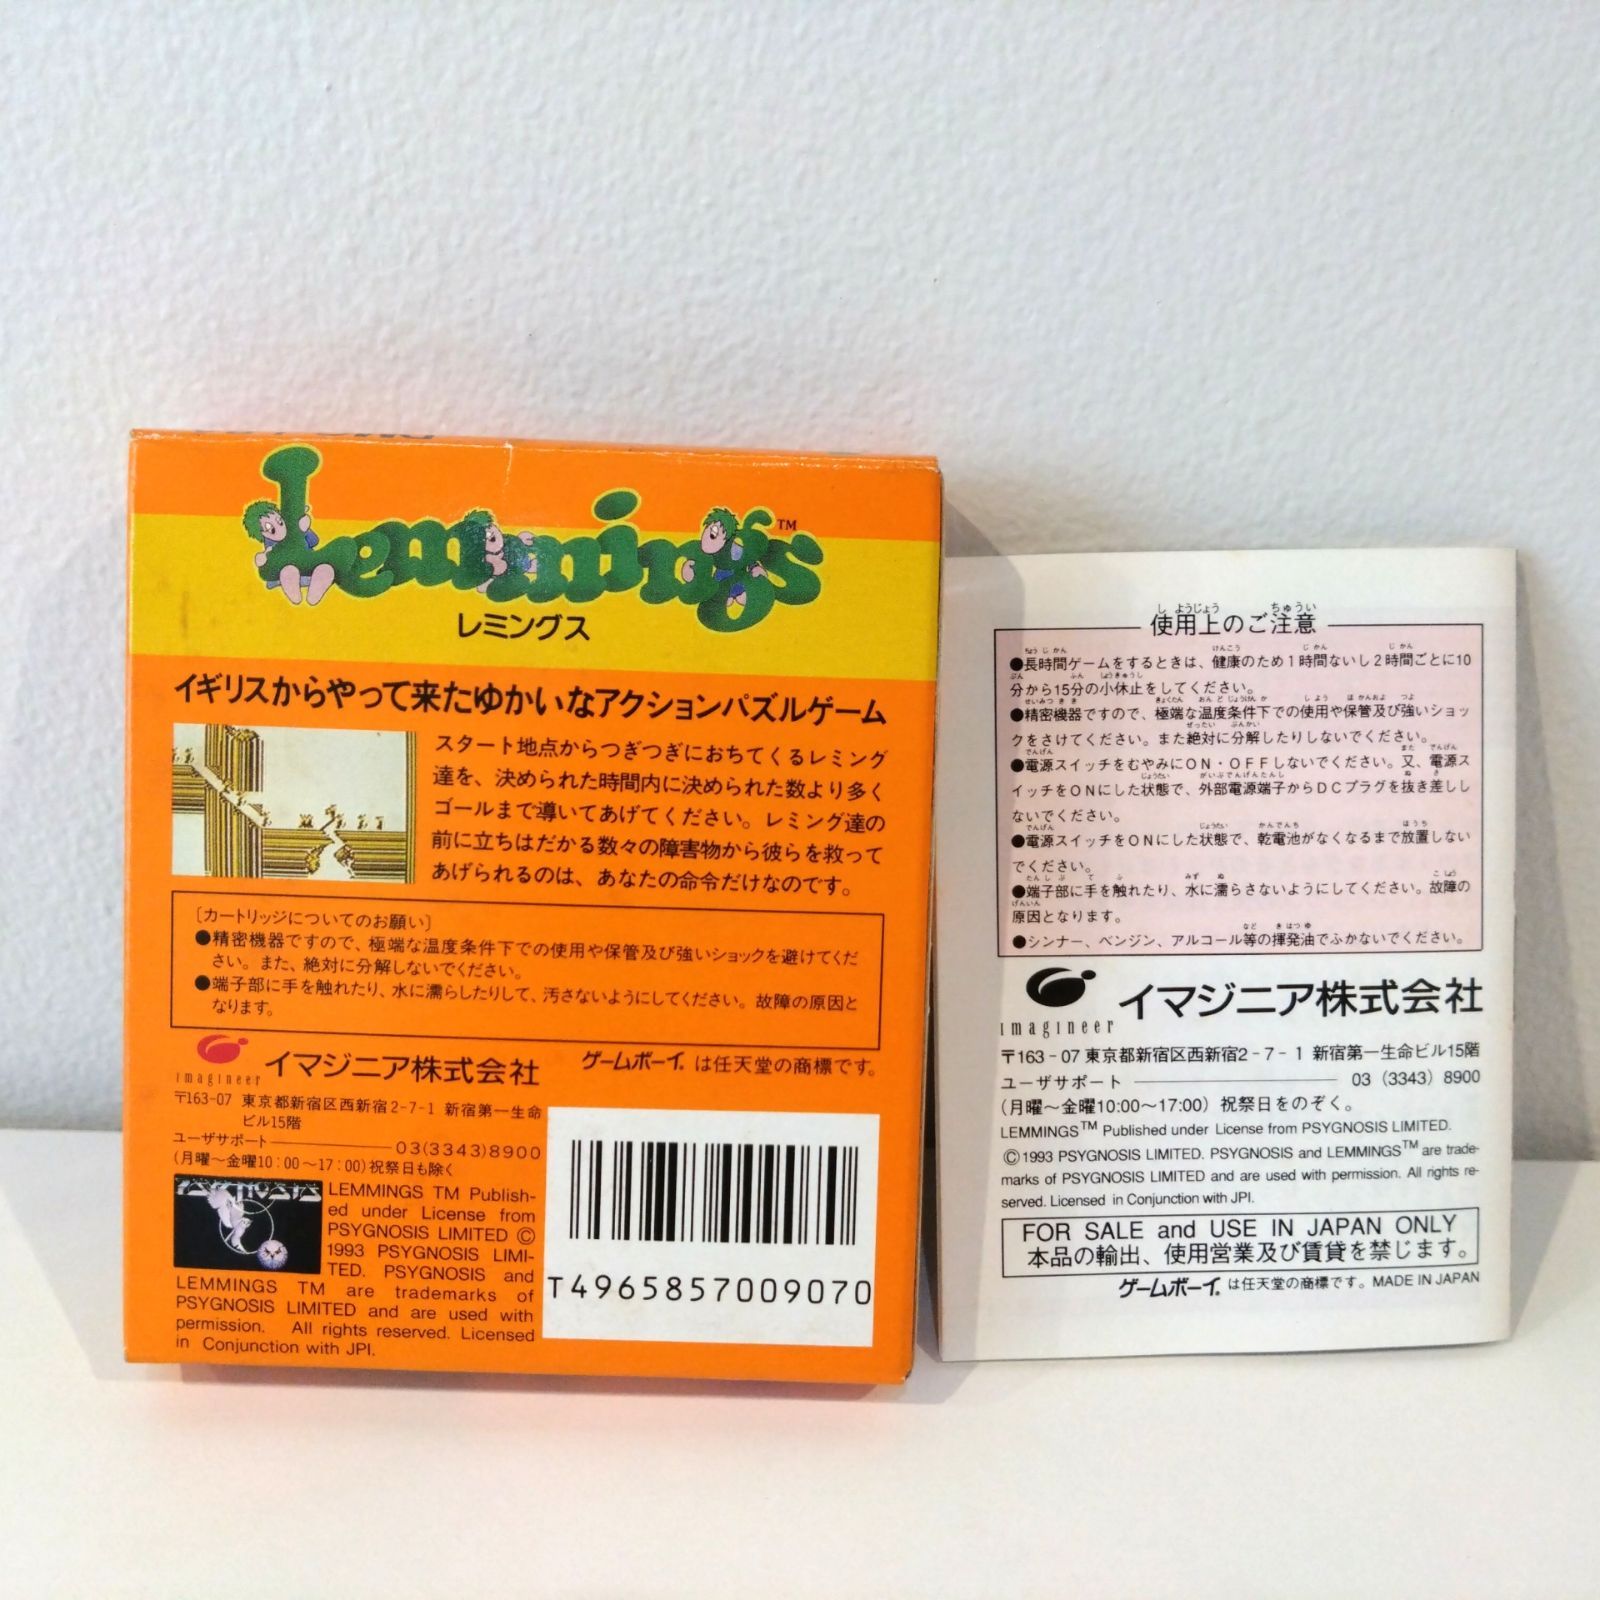 Lemmings™
レミングス
イギリスからやって来たゆかいなアクションパズルゲーム
スタート地点からつぎつぎにおちてくるレミング
達を、決められた時間内に決められた数より多く
ゴールまで導いてあげてください。レミング達の
前に立ちはだかる数々の障害物から彼らを救って
あげられるのは、あなたの命令だけなのです。
〔カートリッジについてのお願い〕
●精密機器ですので、極端な温度条件下での使用や保管及び強いショックを避けてくだ
さい。また、絶対に分解しないでください。
●端子部に手を触れたり、水に濡らしたりして、汚さないようにしてください。故障の原因と
なります。
imagineer
イマジニア株式会社
ゲームボーイ。は任天堂の商標です。
〒163-07 東京都新宿区西新宿2-7-1 新宿第一生命
ビル15階
ユーザサポート 03(3343)8900
(月曜〜金曜10:00〜17:00)祝祭日も除く
PSYGNOSIS
LEMMINGS TM Publish-
ed under License from
PSYGNOSIS LIMITED ©
1993 PSYGNOSIS LIMI-
TED. PSYGNOSIS and
LEMMINGS TM are trademarks of
PSYGNOSIS LIMITED and are used with
permission. All rights reserved. Licensed
in Conjunction with JPI.
T4965857009070
使用上のご注意
●長時間ゲームをするときは、健康のため1時間ないし2時間ごとに10
分から15分の小休止をしてください。
●精密機器ですので、極端な温度条件下での使用や保管及び強いショッ
クをさけてください。また絶対に分解したりしないでください。
●電源スイッチをむやみにON・OFFしないでください。又、電源ス
イッチをONにした状態で、外部電源端子からDCプラグを抜き差しし
ないでください。
●電源スイッチをONにした状態で、乾電池がなくなるまで放置しない
でください。
●端子部に手を触れたり、水に濡らさないようにしてください。故障の
原因となります。
●シンナー、ベンジン、アルコール等の揮発油でふかないでください。
imagineer
イマジニア株式会社
〒163-07 東京都新宿区西新宿2-7-1 新宿第一生命ビル15階
ユーザサポート 03 (3343) 8900
(月曜〜金曜10:00〜17:00) 祝祭日をのぞく。
LEMMINGS™ Published under License from PSYGNOSIS LIMITED.
©1993 PSYGNOSIS LIMITED. PSYGNOSIS and LEMMINGS™ are trade-
marks of PSYGNOSIS LIMITED and are used with permission. All rights re-
served. Licensed in Conjunction with JPI.
FOR SALE and USE IN JAPAN ONLY
本品の輸出、使用営業及び賃貸を禁じます。
ゲームボーイ。は任天堂の商標です。MADE IN JAPAN